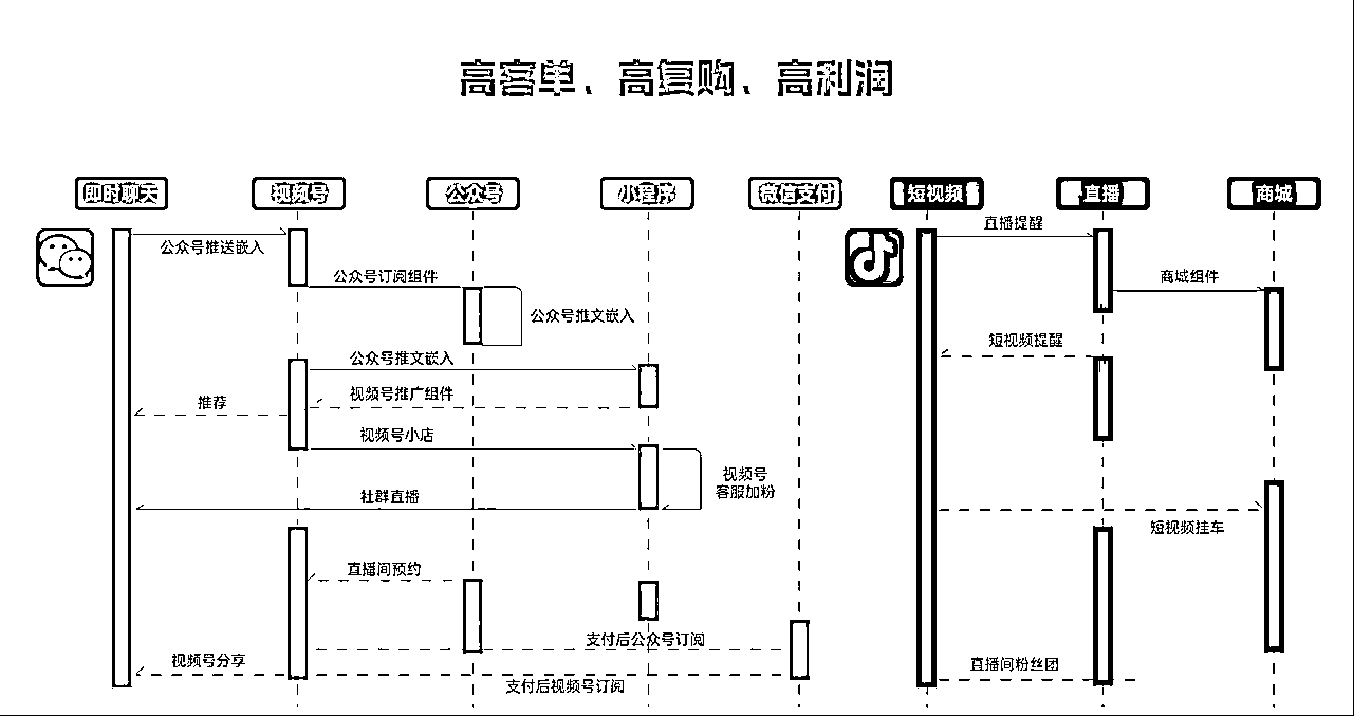 高客单、高复购、高利润
即时聊天
视频号
公众号
小程序
微信支付
短视频
直播
商城
公众号推送嵌入
直播提醒
公众号订阅组件
商城组件
公众号推文嵌入
短视频提醒
公众号推文嵌入
视频号推广组件
推荐
视频号小店
视频号
客服加粉
社群直播
短视频挂车
直播间预约
支付后公众号订阅
视频号分享
直播间粉丝团
支付后视频号订阅